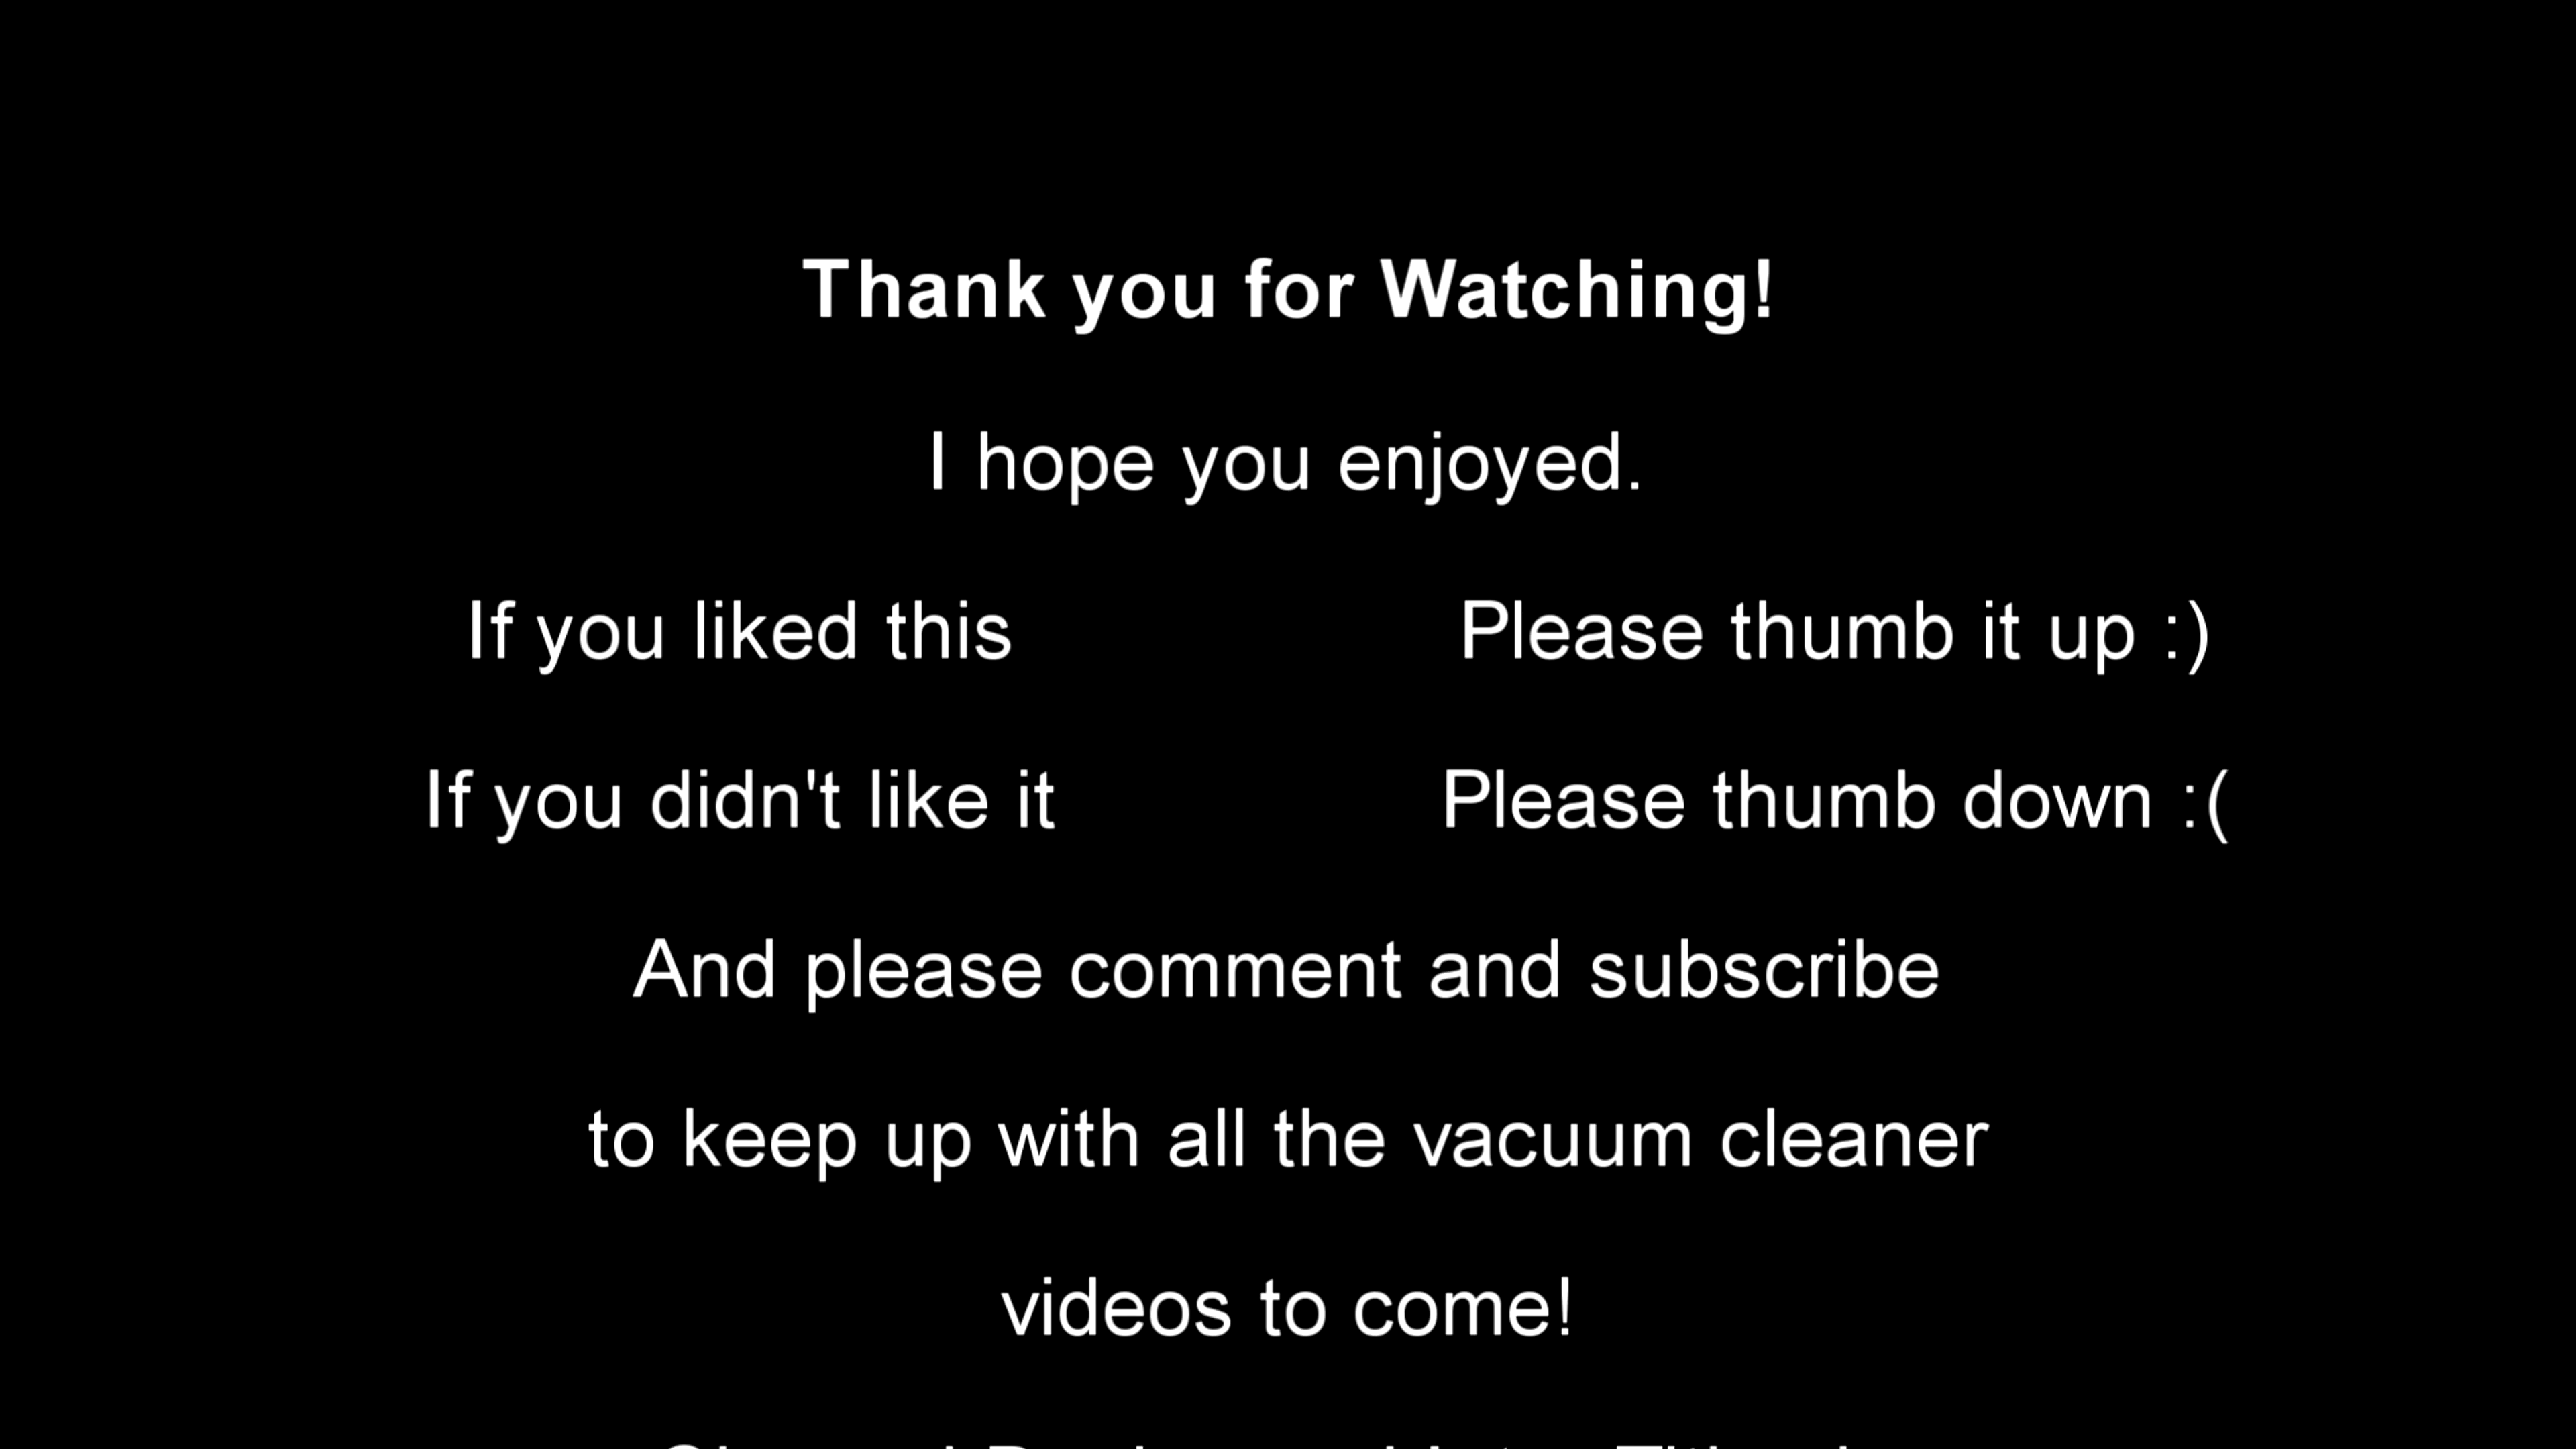 Thank you for Watching!
I hope you enjoyed.
If you liked this Please thumb it up :)
If you didn't like it Please thumb down :(
And please comment and subscribe
to keep up with all the vacuum cleaner
videos to come!